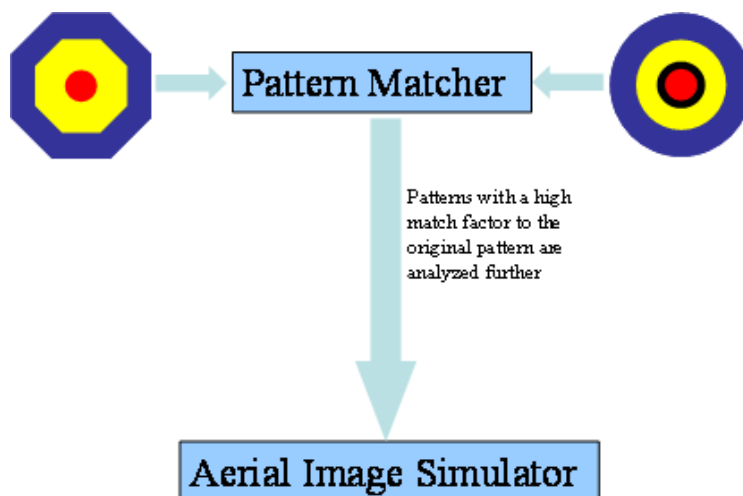 Pattern Matcher
Patterns with a high
match factor to the
original pattern are
analyzed further
Aerial Image Simulator